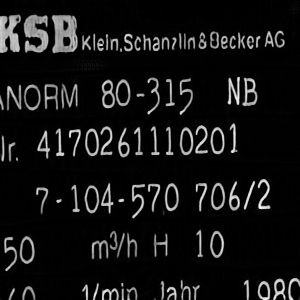 KSB Klein, Schanzlin & Becker AG
ANORM 80-315 NB
Nr. 4170261110201
7-104-570 706/2
50 m³/h H 10
1/min Jahr 1980